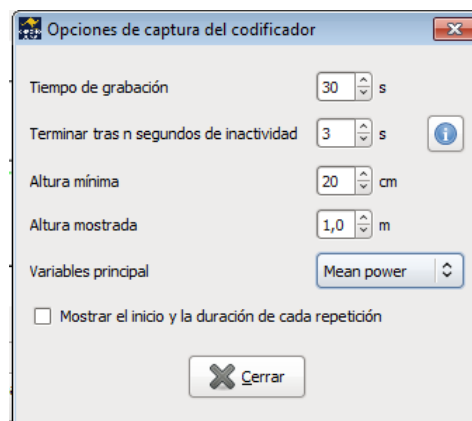 Opciones de captura del codificador
Tiempo de grabación 30 s
Terminar tras n segundos de inactividad 3 s
Altura mínima 20 cm
Altura mostrada 1,0 m
Variables principal Mean power
Mostrar el inicio y la duración de cada repetición
Cerrar